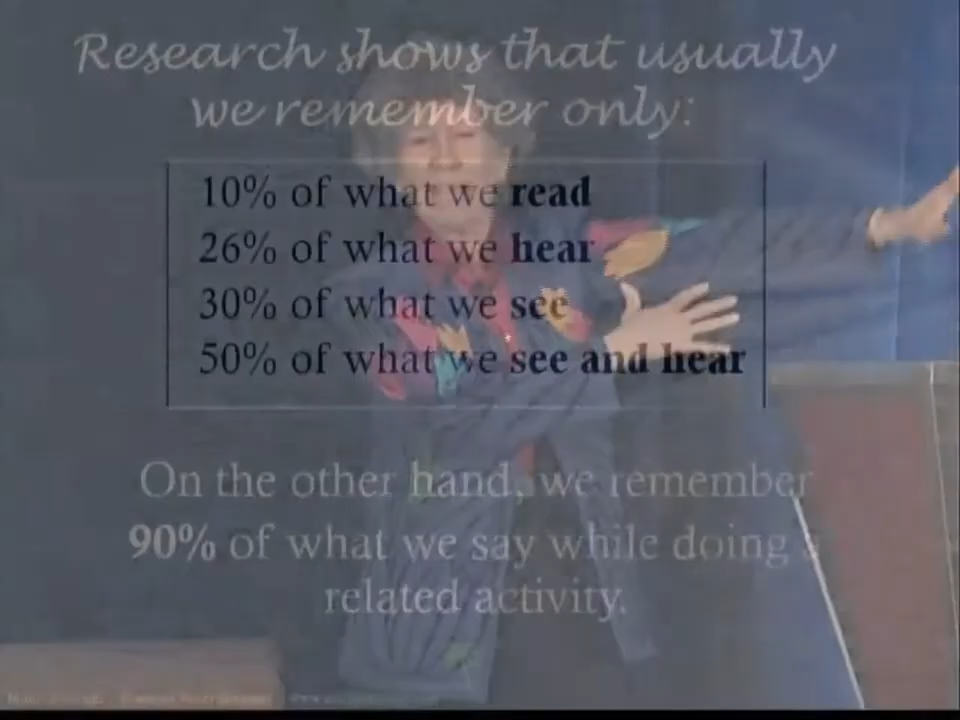 Research shows that usually
we remember only:
10% of what we read
26% of what we hear
30% of what we see
50% of what we see and hear
On the other hand, we remember
90% of what we say while doing a
related activity.